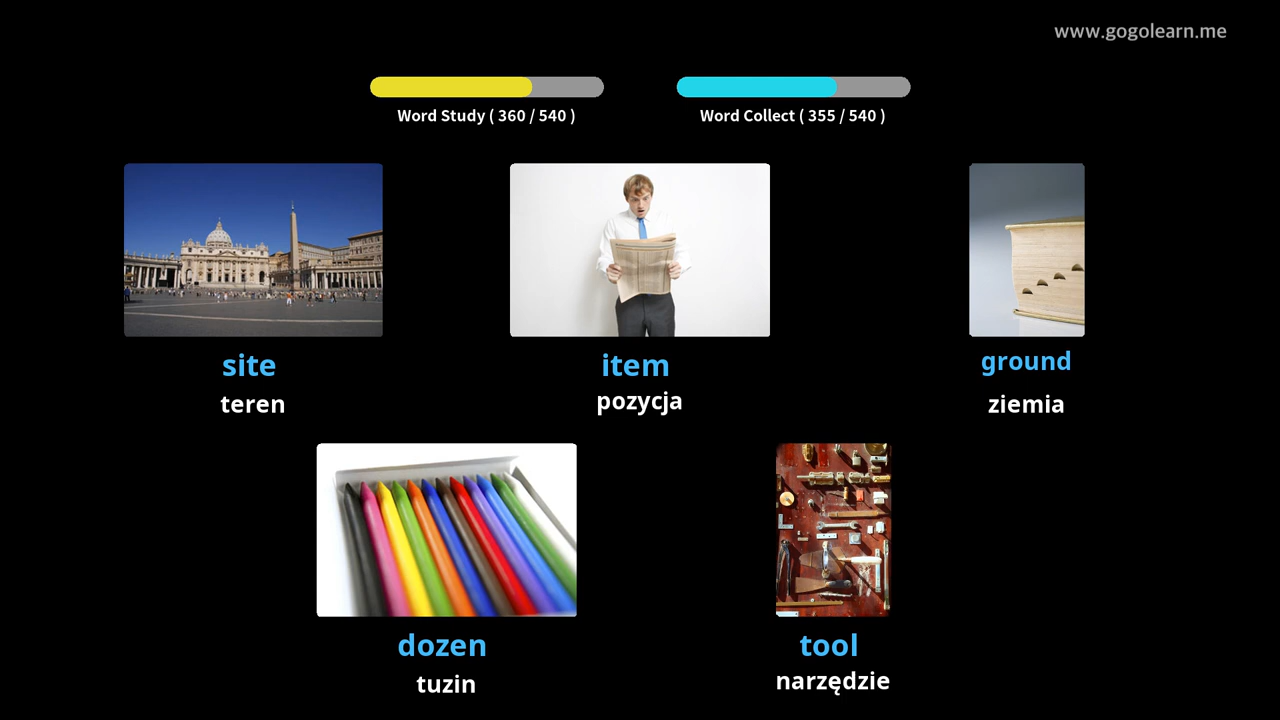 www.gogolearn.me
Word Study ( 360 / 540 )
Word Collect ( 355 / 540 )
site
teren
item
pozycja
ground
ziemia
dozen
tuzin
tool
narzędzie